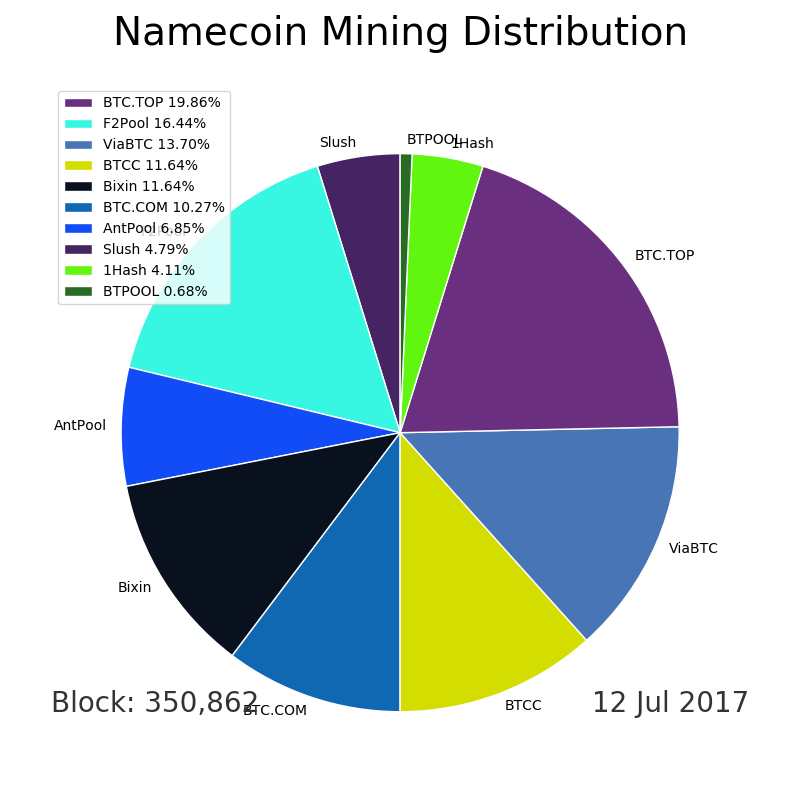 Namecoin Mining Distribution
BTC.TOP 19.86%
F2Pool 16.44%
ViaBTC 13.70%
BTCC 11.64%
Bixin 11.64%
BTC.COM 10.27%
AntPool 6.85%
Slush 4.79%
1Hash 4.11%
BTPOOL 0.68%
Slush
BTPOOL
1Hash
BTC.TOP
F2Pool
AntPool
ViaBTC
Bixin
BTCC
BTC.COM
Block: 350,862
12 Jul 2017